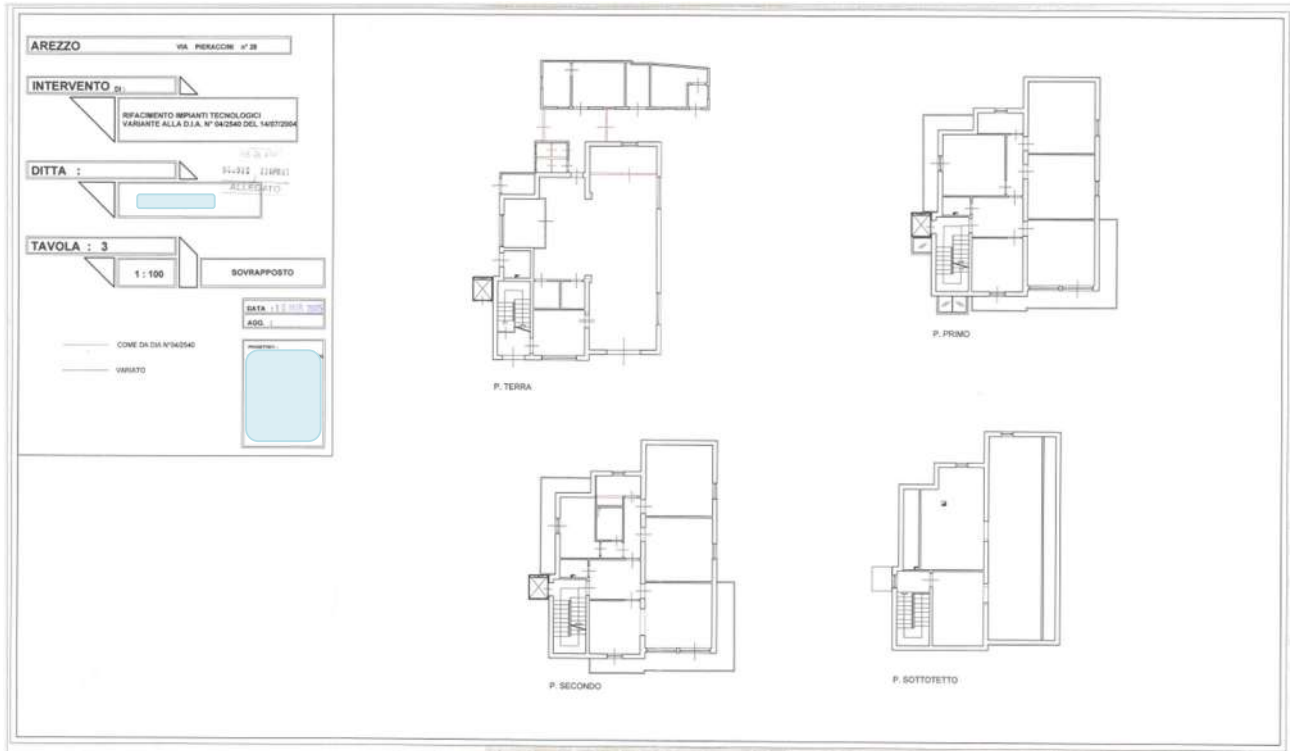 AREZZO VIA PIERACCINI n° 28
INTERVENTO DI :
RIFACIMENTO IMPIANTI TECNOLOGICI
VARIANTE ALLA D.I.A. N° 04/2540 DEL 14/07/2004
DITTA :
ALLEGATO
TAVOLA : 3
1 : 100 SOVRAPPOSTO
DATA :
AGG. :
COME DA DIA N°04/2540
VARIATO
P. TERRA
P. PRIMO
P. SECONDO
P. SOTTOTETTO